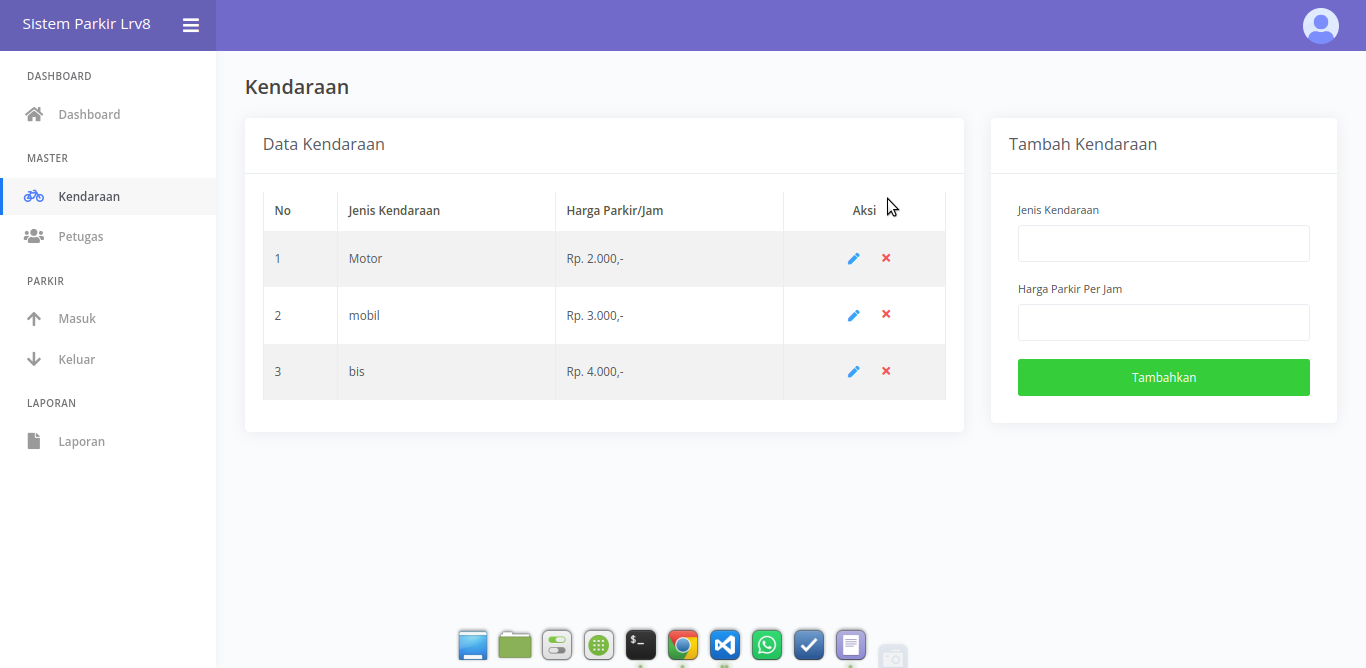 Sistem Parkir Lrv8
DASHBOARD
Dashboard
MASTER
Kendaraan
Petugas
PARKIR
Masuk
Keluar
LAPORAN
Laporan
Kendaraan
Data Kendaraan
No Jenis Kendaraan Harga Parkir/Jam Aksi
1 Motor Rp. 2.000,-
2 mobil Rp. 3.000,-
3 bis Rp. 4.000,-
Tambah Kendaraan
Jenis Kendaraan
Harga Parkir Per Jam
Tambahkan
$_